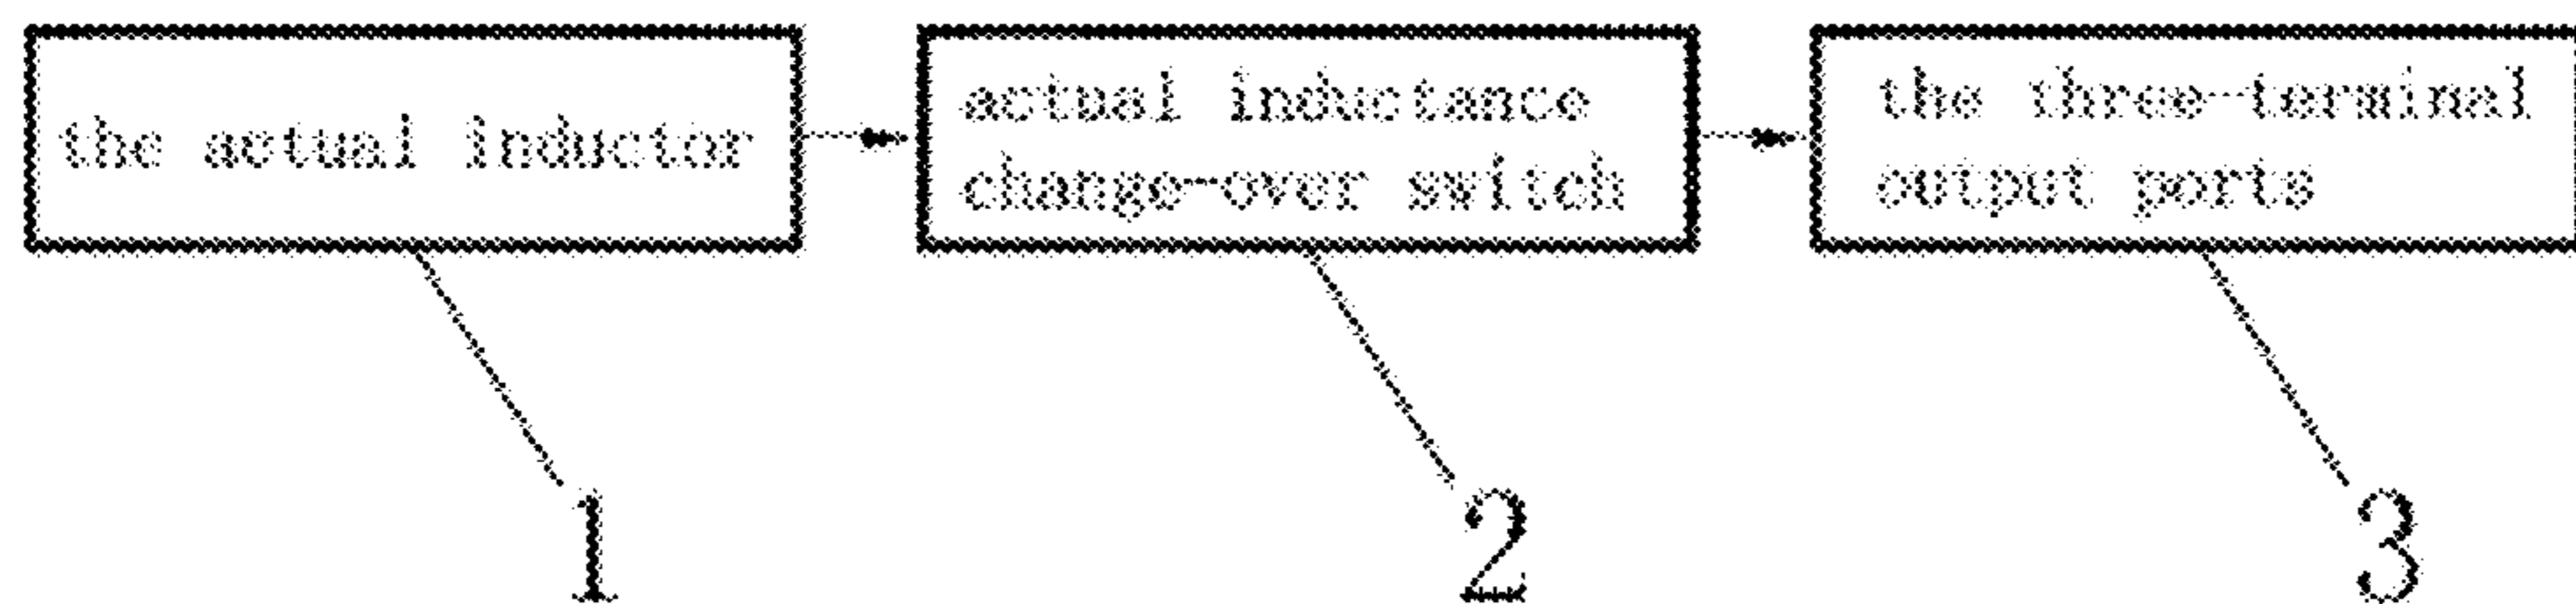 the actual inductor
actual inductance
change-over switch
the three-terminal
output ports
1
2
3